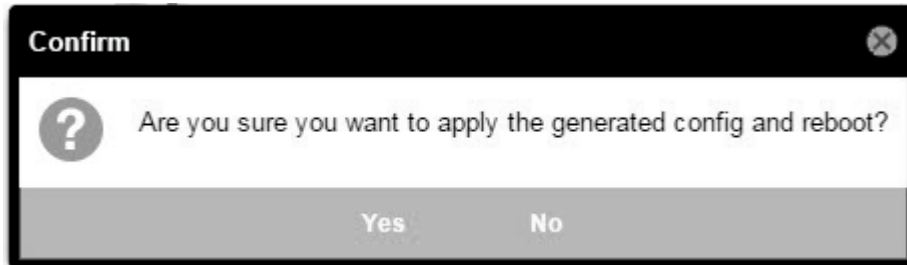 Confirm
Are you sure you want to apply the generated config and reboot?
Yes No